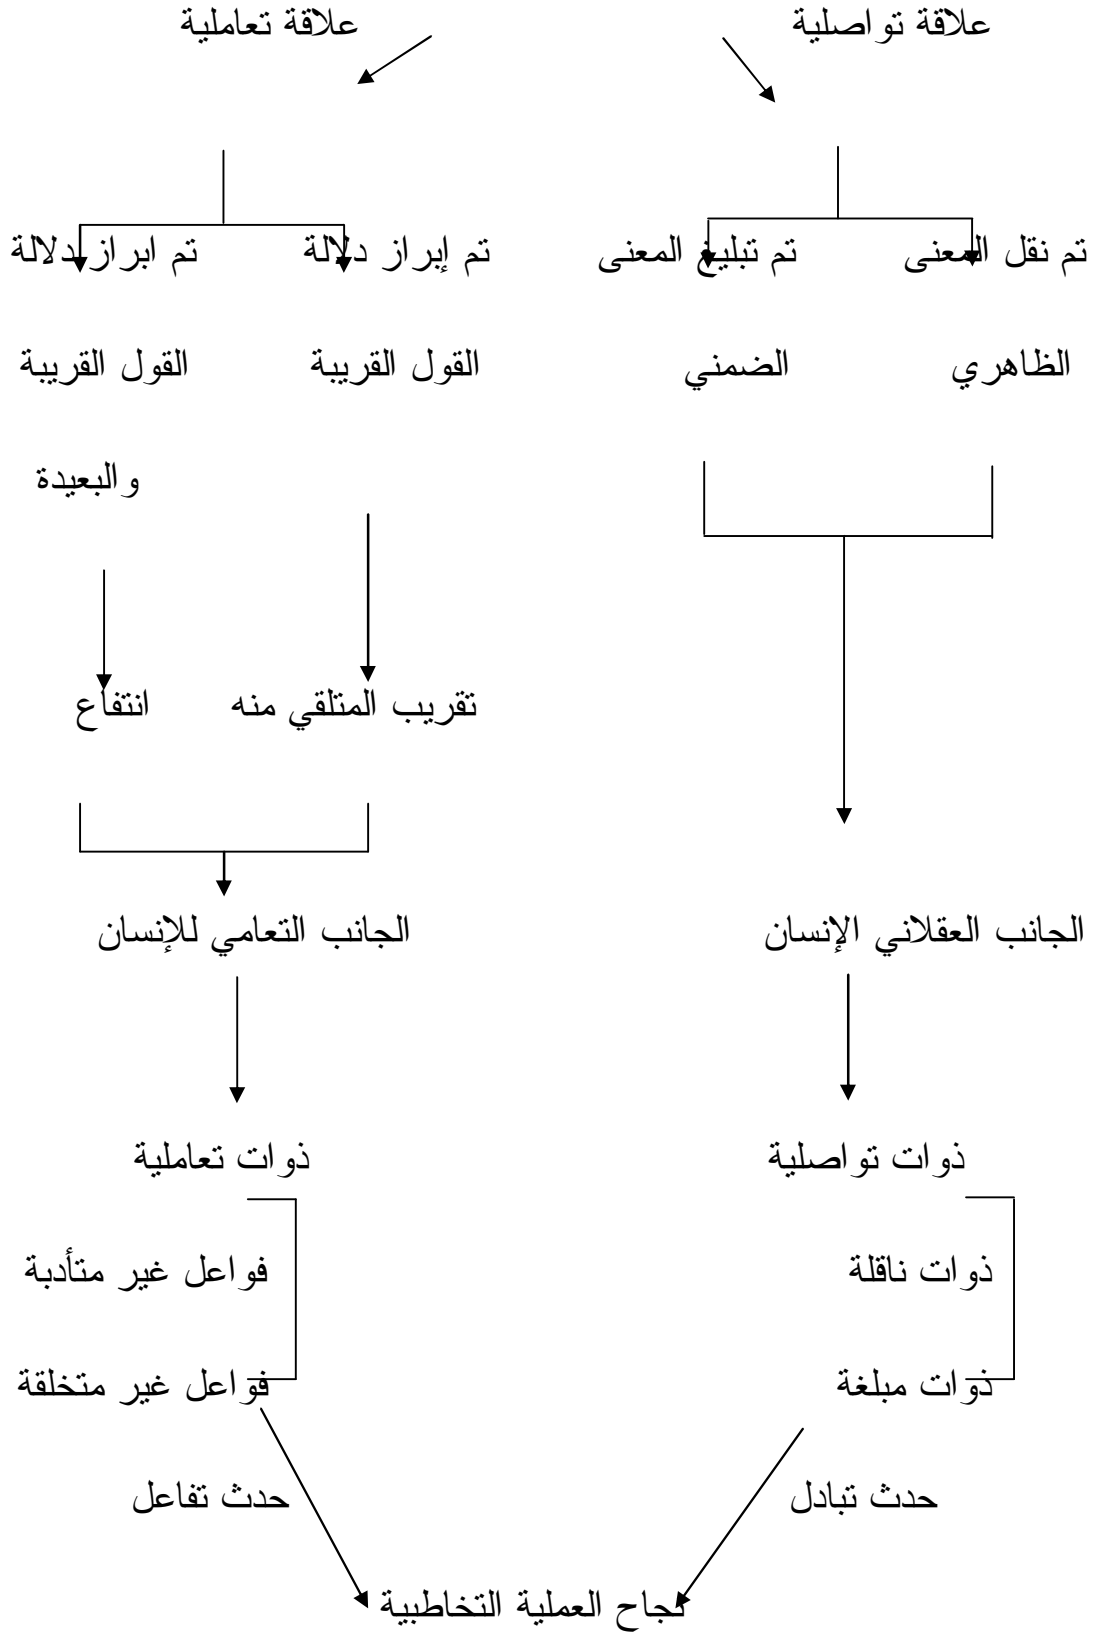 علاقة تواصلية علاقة تعاملية
تم نقل المعنى تم تبليغ المعنى تم إبراز دلالة تم ابراز دلالة
الظاهري الضمني القول القريبة القول القريبة
والبعيدة
تقريب المتلقي منه انتفاع
الجانب العقلاني الإنسان الجانب التعامي للإنسان
ذوات تواصلية ذوات تعاملية
ذوات ناقلة فواعل غير متأدبة
ذوات مبلغة فواعل غير متخلقة
حدث تبادل حدث تفاعل
نجاح العملية التخاطبية